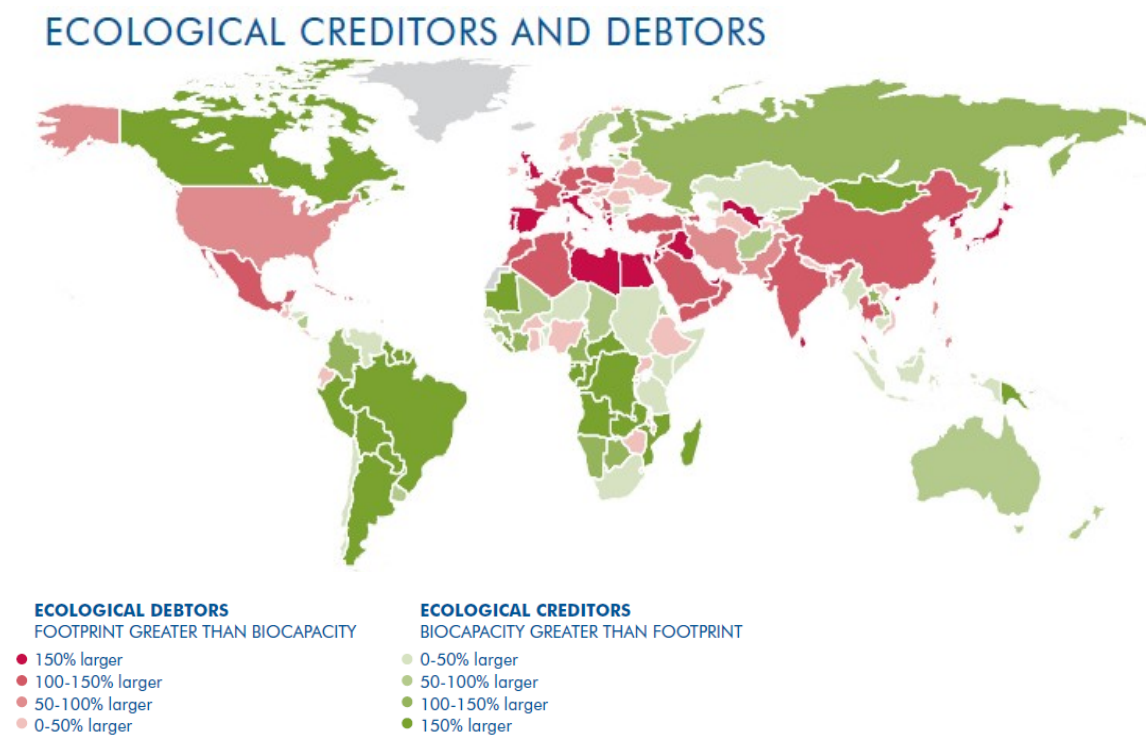 ECOLOGICAL CREDITORS AND DEBTORS
ECOLOGICAL DEBTORS
FOOTPRINT GREATER THAN BIOCAPACITY
150% larger
100-150% larger
50-100% larger
0-50% larger
ECOLOGICAL CREDITORS
BIOCAPACITY GREATER THAN FOOTPRINT
0-50% larger
50-100% larger
100-150% larger
150% larger